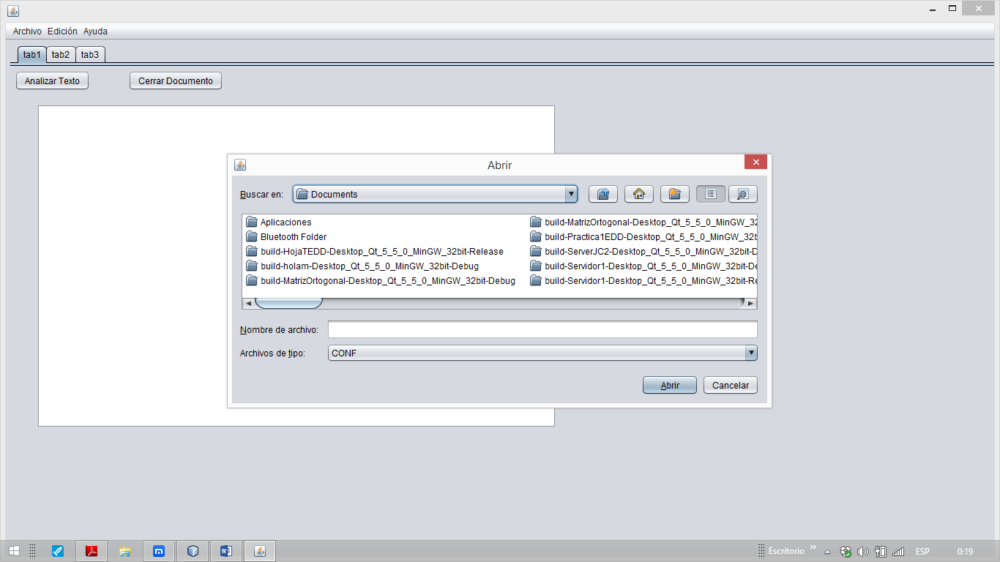 Archivo Edición Ayuda
tab1 tab2 tab3
Analizar Texto Cerrar Documento
Abrir
Buscar en: Documents
Aplicaciones
Bluetooth Folder
build-HojaTEDD-Desktop_Qt_5_5_0_MinGW_32bit-Release
build-holam-Desktop_Qt_5_5_0_MinGW_32bit-Debug
build-MatrizOrtogonal-Desktop_Qt_5_5_0_MinGW_32bit-Debug
build-MatrizOrtogonal-Desktop_Qt_5_5_0_MinGW_32
build-Practica1EDD-Desktop_Qt_5_5_0_MinGW_32b
build-ServerJC2-Desktop_Qt_5_5_0_MinGW_32bit-D
build-Servidor1-Desktop_Qt_5_5_0_MinGW_32bit-De
build-Servidor1-Desktop_Qt_5_5_0_MinGW_32bit-Re
Nombre de archivo:
Archivos de tipo: CONF
Abrir Cancelar
Escritorio » ESP 0:19